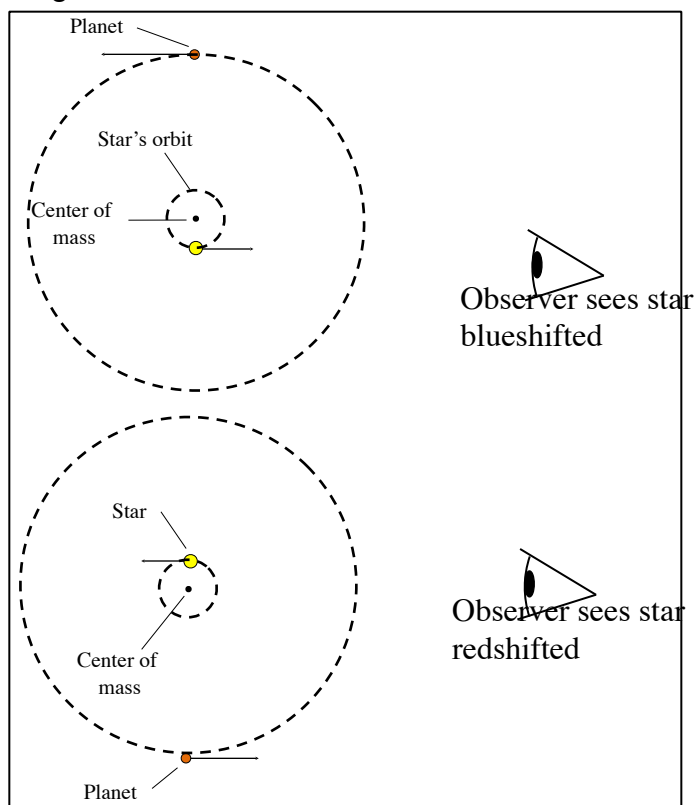 Planet
Star’s orbit
Center of
mass
Observer sees star
blueshifted
Star
Observer sees star
redshifted
Center of
mass
Planet